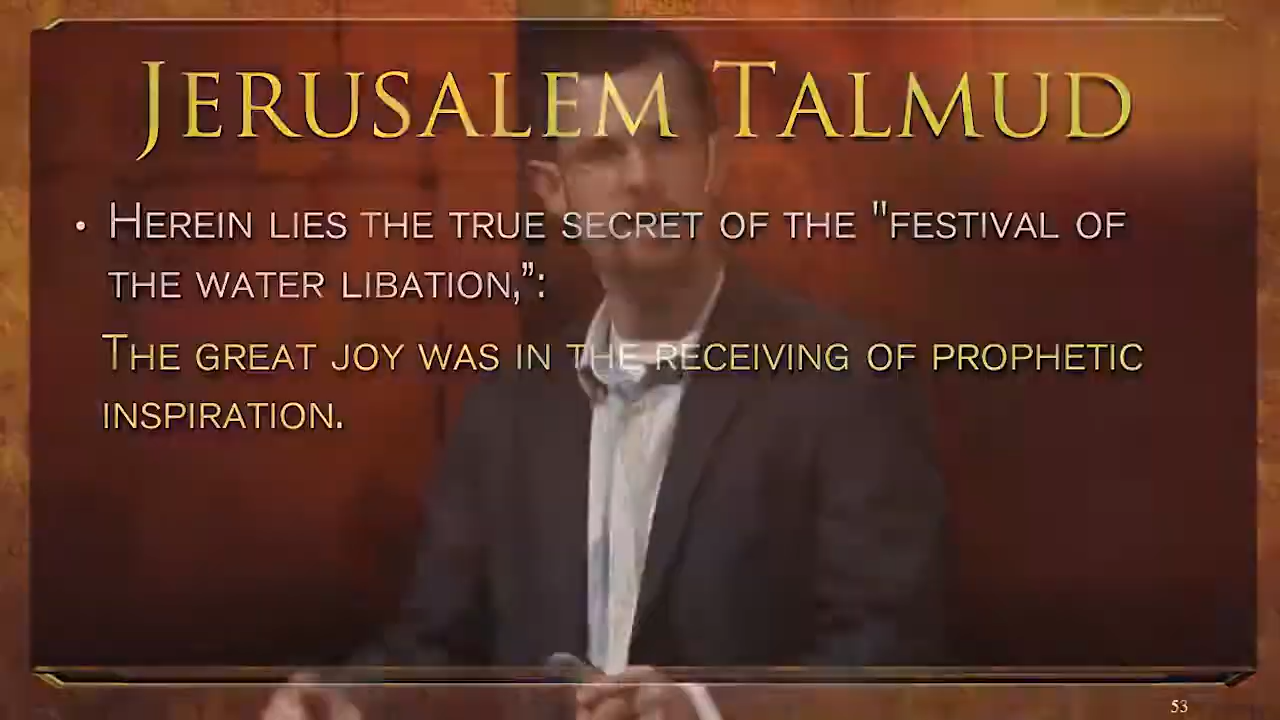 JERUSALEM TALMUD
• HEREIN LIES THE TRUE SECRET OF THE "FESTIVAL OF
THE WATER LIBATION,”:
THE GREAT JOY WAS IN THE RECEIVING OF PROPHETIC
INSPIRATION.
53